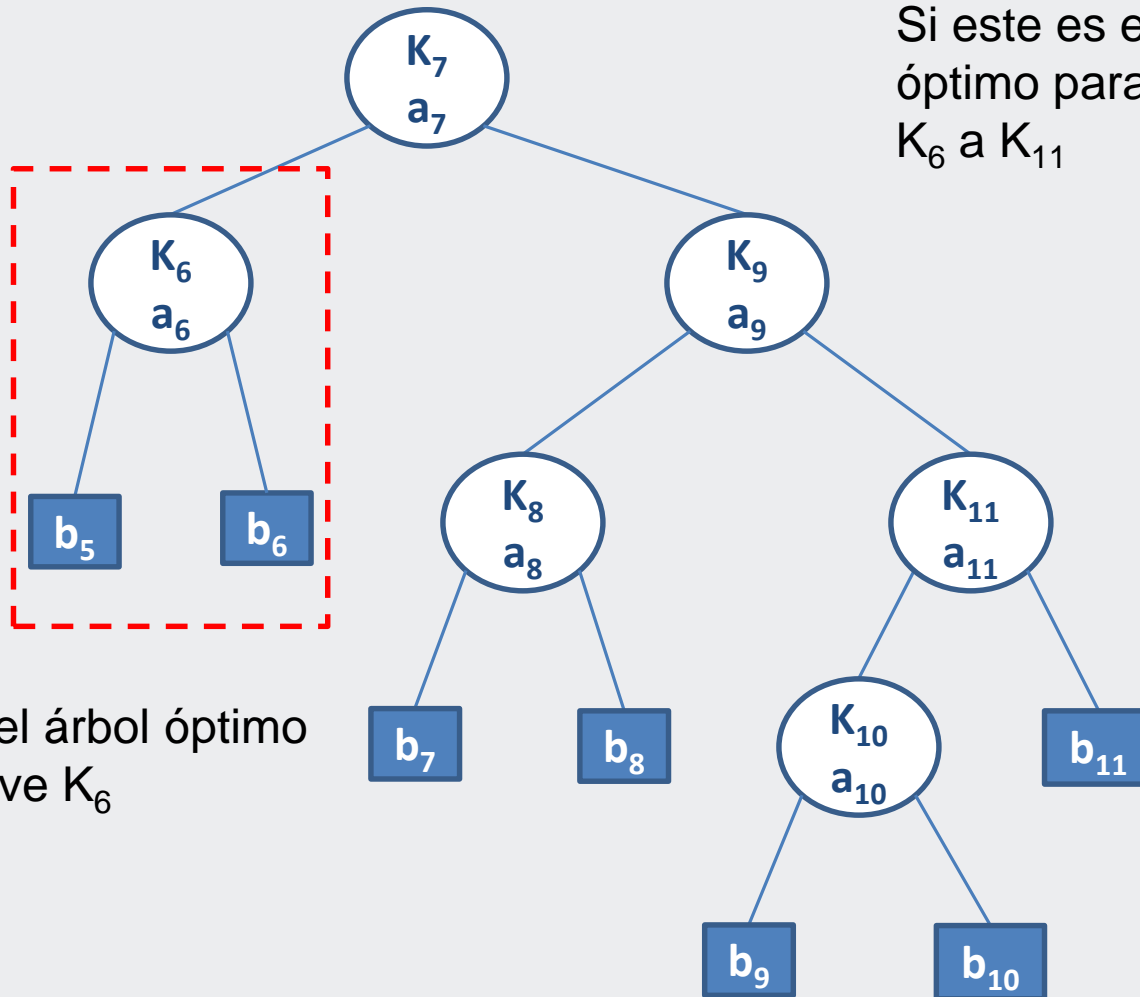 Si este es e
óptimo para
K₆ a K₁₁
K₇
a₇
K₆
a₆
K₉
a₉
b₅
b₆
K₈
a₈
K₁₁
a₁₁
el árbol óptimo
ve K₆
b₇
b₈
K₁₀
a₁₀
b₁₁
b₉
b₁₀